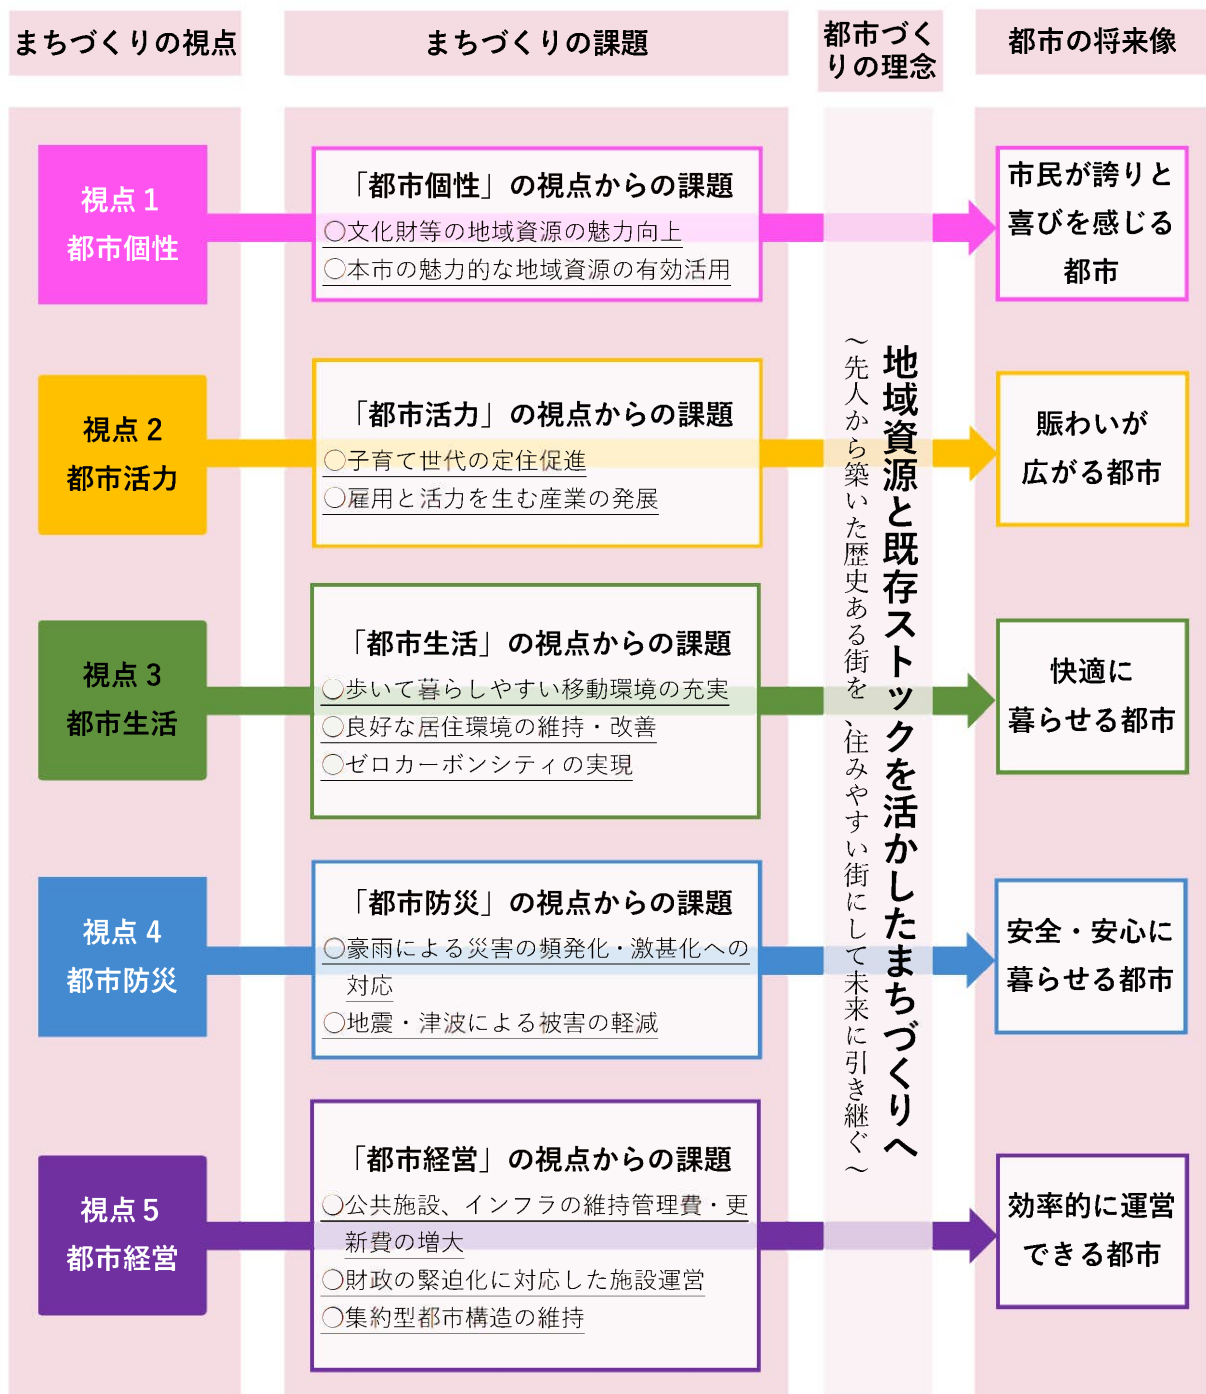 まちづくりの視点
まちづくりの課題
都市づく
りの理念
都市の将来像
視点1
都市個性
「都市個性」の視点からの課題
〇文化財等の地域資源の魅力向上
〇本市の魅力的な地域資源の有効活用
市民が誇りと
喜びを感じる
都市
視点2
都市活力
「都市活力」の視点からの課題
〇子育て世代の定住促進
〇雇用と活力を生む産業の発展
賑わいが
広がる都市
視点3
都市生活
「都市生活」の視点からの課題
〇歩いて暮らしやすい移動環境の充実
〇良好な居住環境の維持・改善
〇ゼロカーボンシティの実現
快適に
暮らせる都市
視点4
都市防災
「都市防災」の視点からの課題
〇豪雨による災害の頻発化・激甚化への
対応
〇地震・津波による被害の軽減
安全・安心に
暮らせる都市
視点5
都市経営
「都市経営」の視点からの課題
〇公共施設、インフラの維持管理費・更
新費の増大
〇財政の緊迫化に対応した施設運営
〇集約型都市構造の維持
効率的に運営
できる都市
地域資源と既存ストックを活かしたまちづくりへ
～先人から築いた歴史ある街を、住みやすい街にして未来に引き継ぐ～